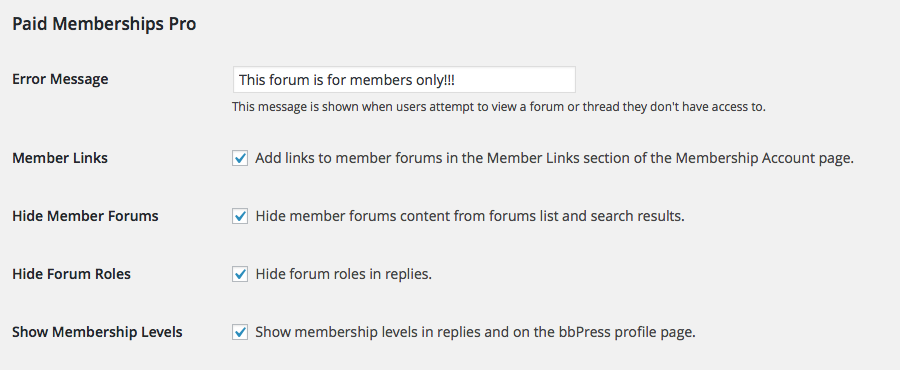 Paid Memberships Pro
Error Message
This forum is for members only!!!
This message is shown when users attempt to view a forum or thread they don't have access to.
Member Links
Add links to member forums in the Member Links section of the Membership Account page.
Hide Member Forums
Hide member forums content from forums list and search results.
Hide Forum Roles
Hide forum roles in replies.
Show Membership Levels
Show membership levels in replies and on the bbPress profile page.